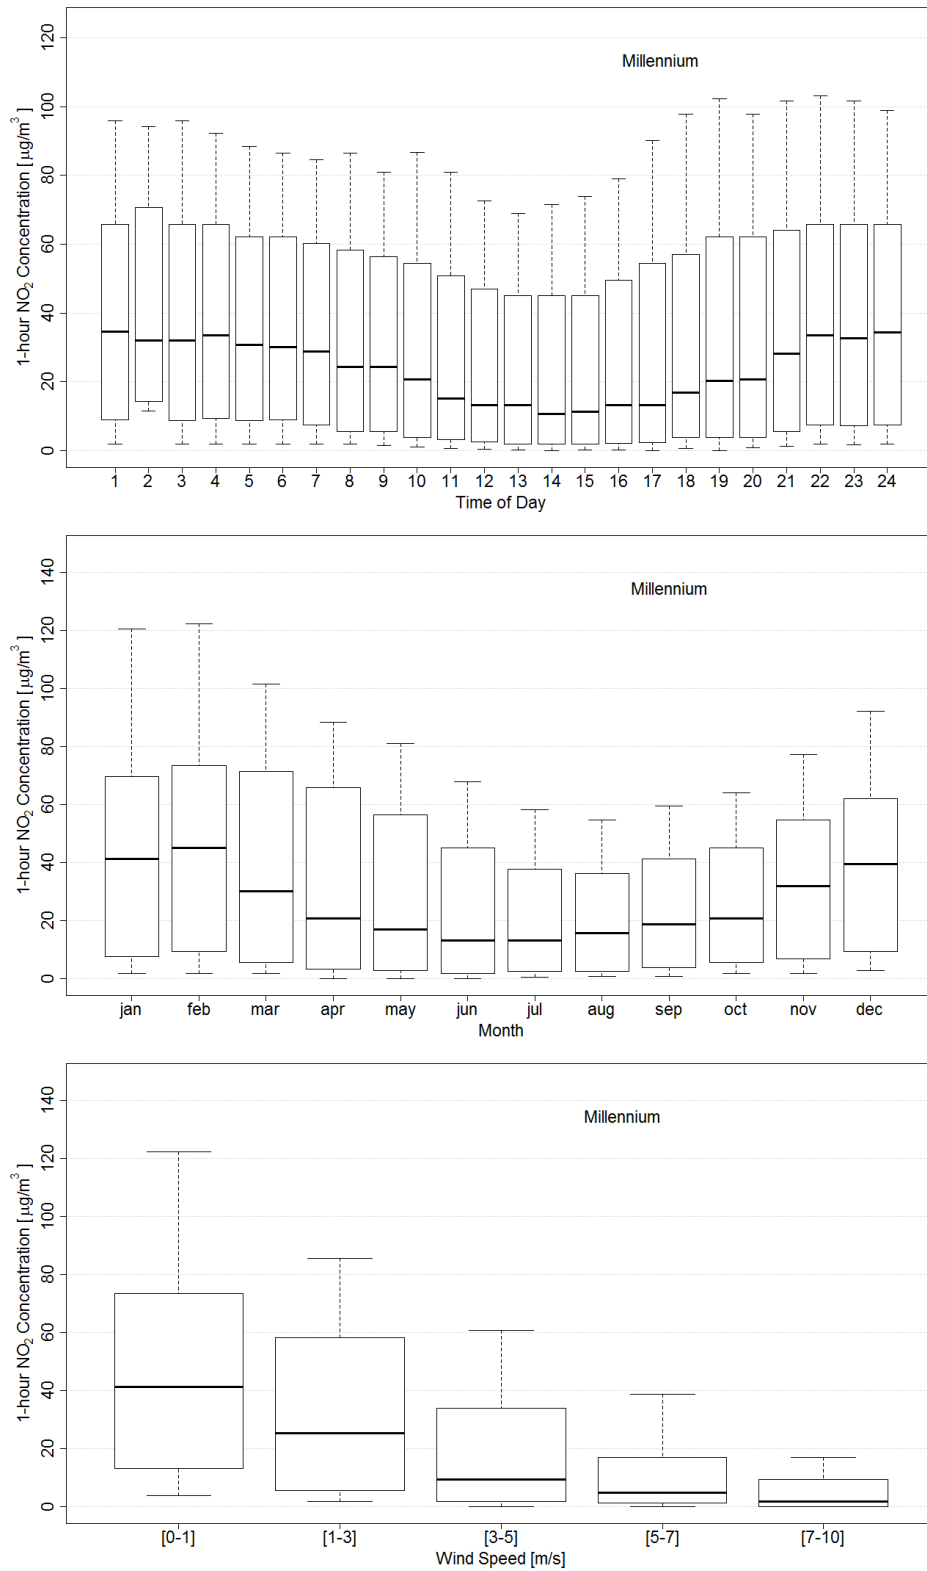 120
Millennium
100
80
60
40
20
0
1-hour NO₂ Concentration [ µg/m³ ]
1 2 3 4 5 6 7 8 9 10 11 12 13 14 15 16 17 18 19 20 21 22 23 24
Time of Day
140
Millennium
120
100
80
60
40
20
0
1-hour NO₂ Concentration [ µg/m³ ]
jan feb mar apr may jun jul aug sep oct nov dec
Month
140
Millennium
120
100
80
60
40
20
0
1-hour NO₂ Concentration [ µg/m³ ]
[0-1] [1-3] [3-5] [5-7] [7-10]
Wind Speed [m/s]